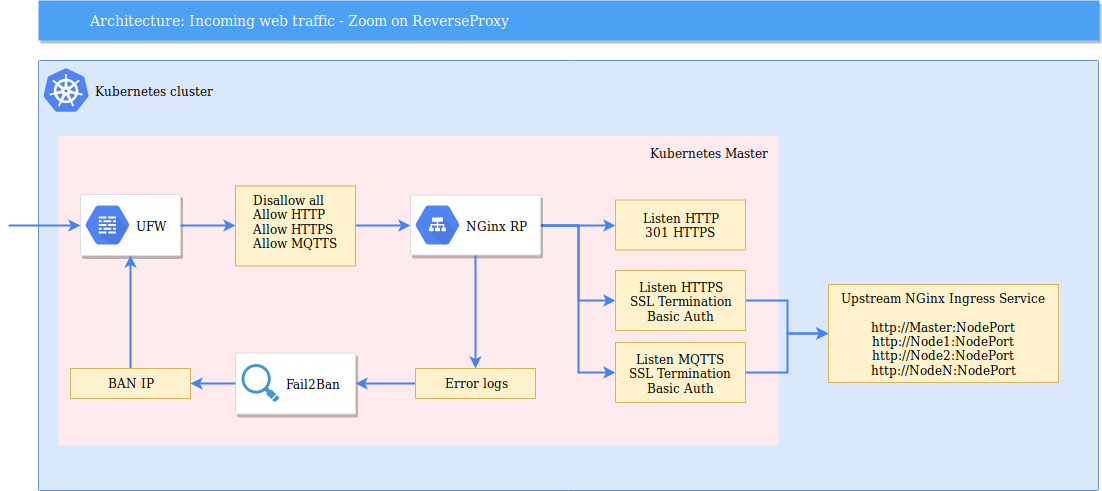 Architecture: Incoming web traffic - Zoom on ReverseProxy
Kubernetes cluster
Kubernetes Master
UFW
Disallow all
Allow HTTP
Allow HTTPS
Allow MQTTS
NGinx RP
Listen HTTP
301 HTTPS
Listen HTTPS
SSL Termination
Basic Auth
Listen MQTTS
SSL Termination
Basic Auth
Upstream NGinx Ingress Service
http://Master:NodePort
http://Node1:NodePort
http://Node2:NodePort
http://NodeN:NodePort
BAN IP
Fail2Ban
Error logs